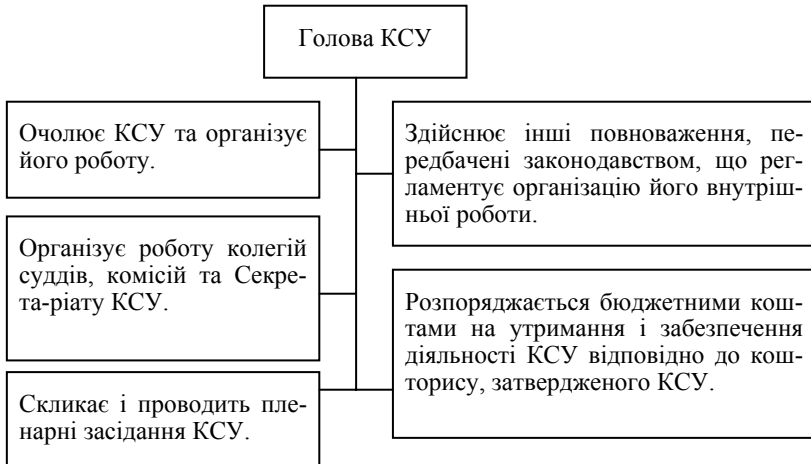 Голова КСУ
Очолює КСУ та організує
його роботу.
Організує роботу колегій
суддів, комісій та Секре-
та-ріату КСУ.
Скликає і проводить пле-
нарні засідання КСУ.
Здійснює інші повноваження, пе-
редбачені законодавством, що рег-
ламентує організацію його внутріш-
ньої роботи.
Розпоряджається бюджетними кош-
тами на утримання і забезпечення
діяльності КСУ відповідно до кош-
торису, затвердженого КСУ.